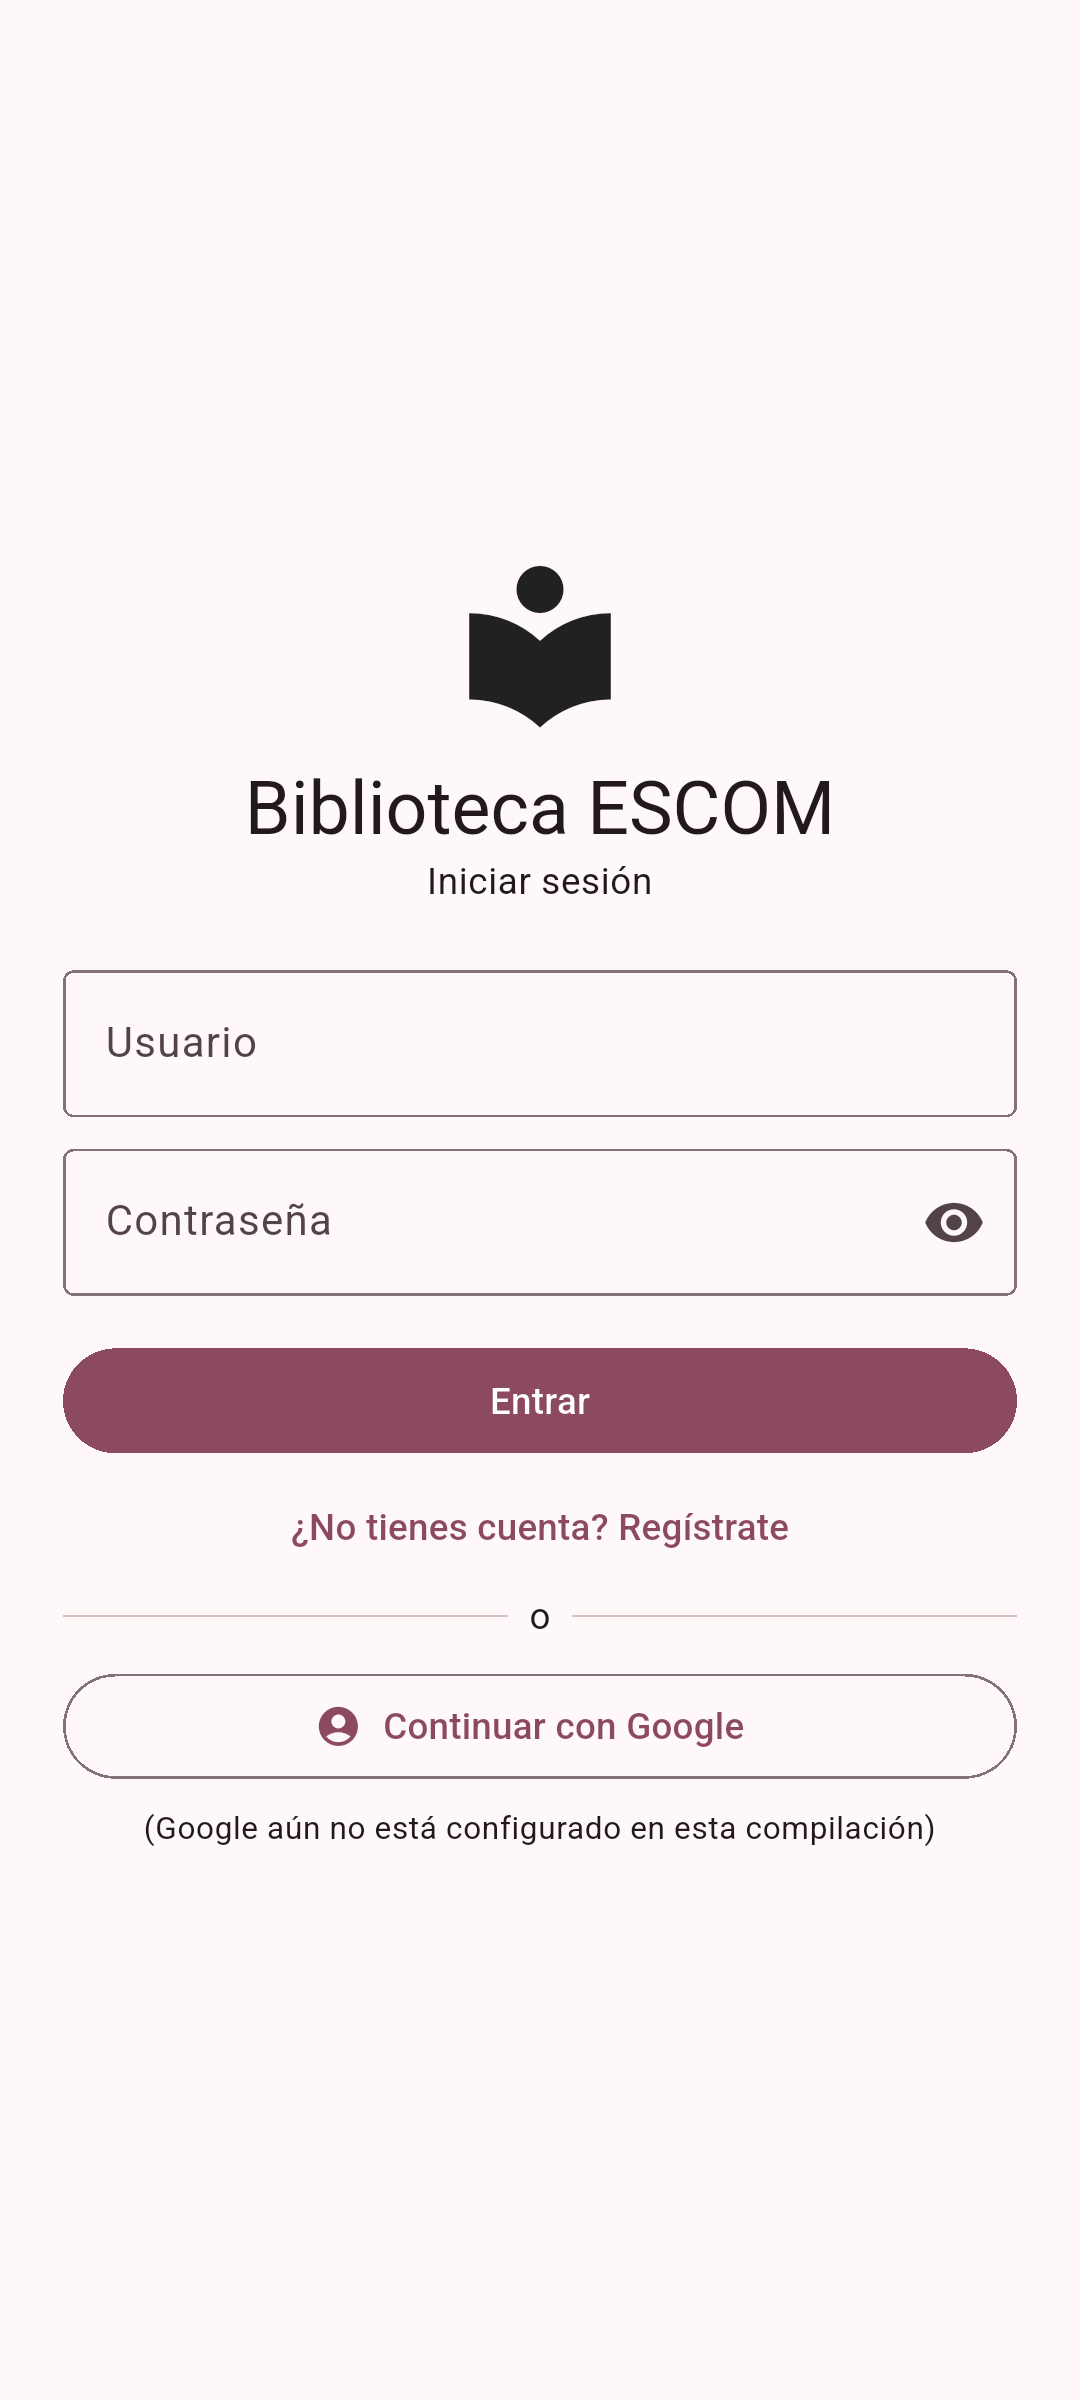 Biblioteca ESCOM
Iniciar sesión
Usuario
Contraseña
Entrar
¿No tienes cuenta? Regístrate
o
Continuar con Google
(Google aún no está configurado en esta compilación)